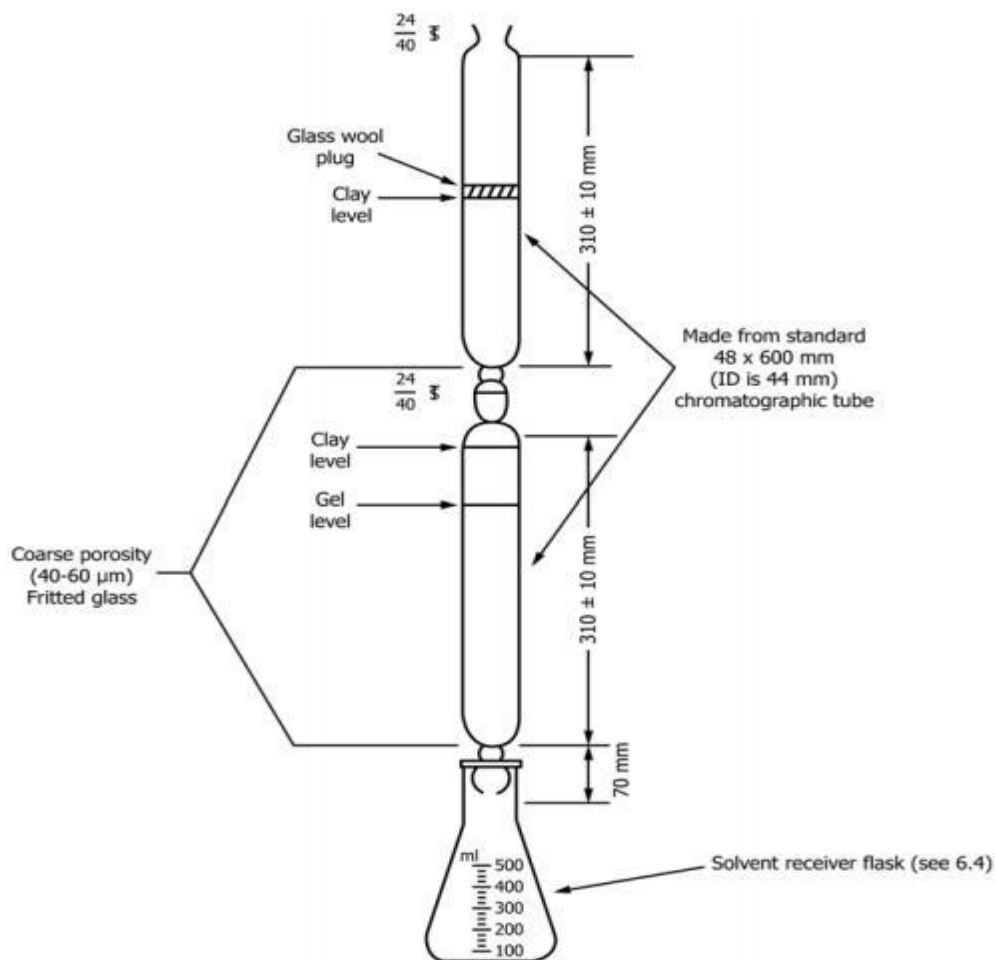 24
40
Glass wool
plug
Clay
level
310 ± 10 mm
Made from standard
48 x 600 mm
(ID is 44 mm)
chromatographic tube
24
40
Clay
level
Gel
level
Coarse porosity
(40-60 µm)
Fritted glass
310 ± 10 mm
70 mm
ml
500
400
300
200
100
Solvent receiver flask (see 6.4)